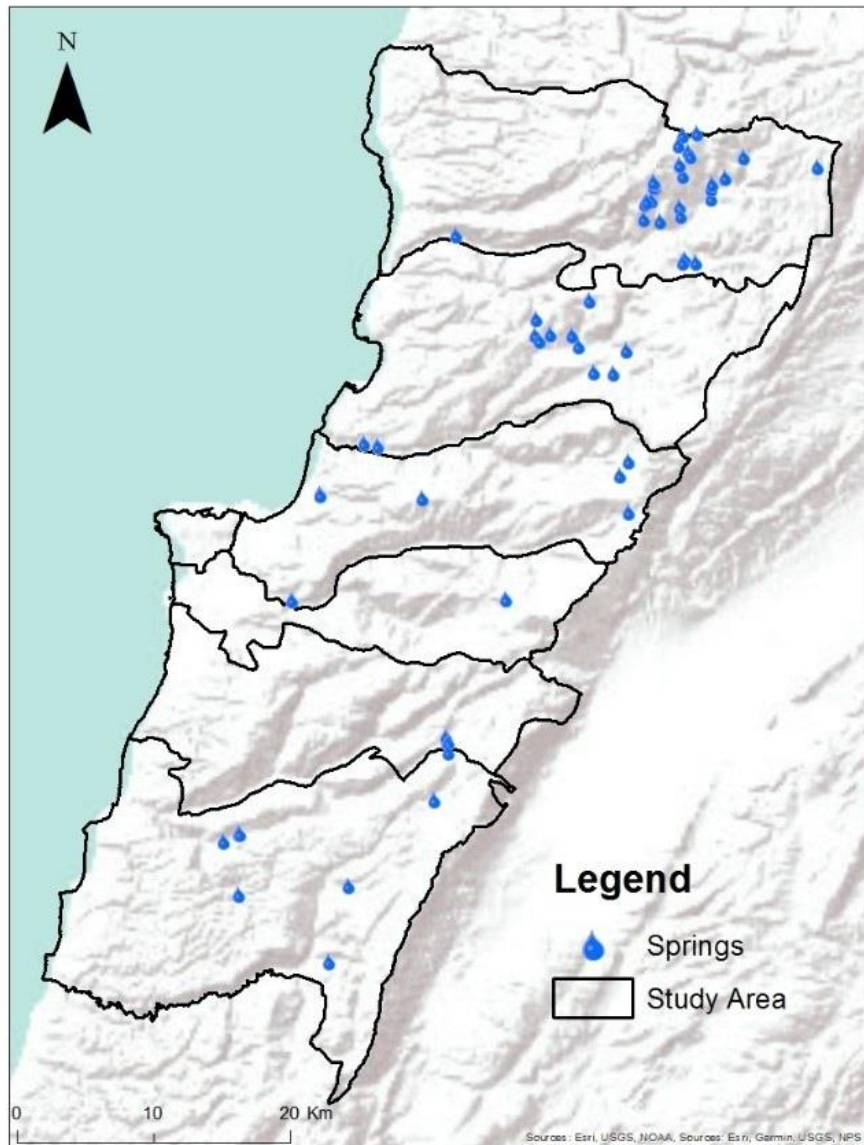 N
Legend
Springs
Study Area
0 10 20 Km
Sources: Esri, USGS, NOAA, Sources: Esri, Garmin, USGS, NPS